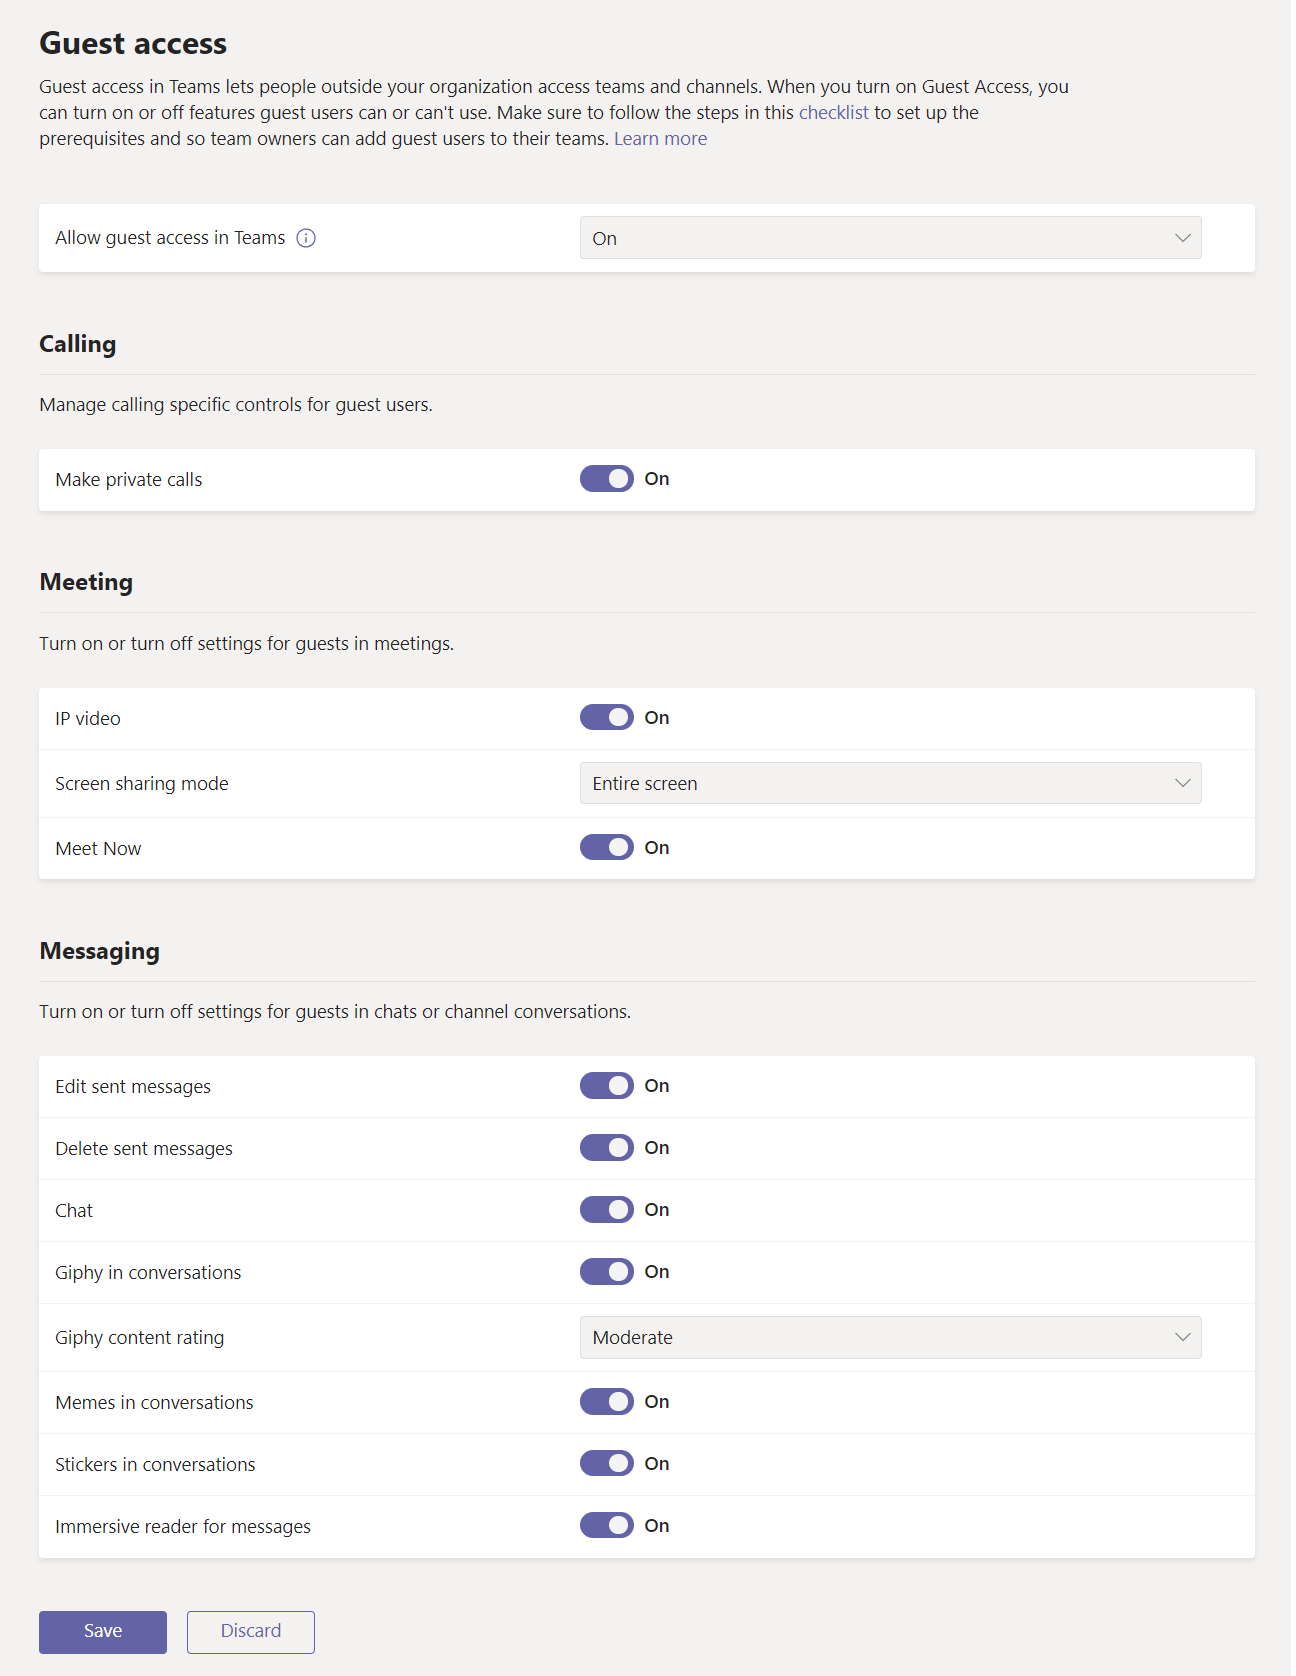 Guest access
Guest access in Teams lets people outside your organization access teams and channels. When you turn on Guest Access, you
can turn on or off features guest users can or can't use. Make sure to follow the steps in this checklist to set up the
prerequisites and so team owners can add guest users to their teams. Learn more
Allow guest access in Teams
On
Calling
Manage calling specific controls for guest users.
Make private calls
On
Meeting
Turn on or turn off settings for guests in meetings.
IP video
On
Screen sharing mode
Entire screen
Meet Now
On
Messaging
Turn on or turn off settings for guests in chats or channel conversations.
Edit sent messages
On
Delete sent messages
On
Chat
On
Giphy in conversations
On
Giphy content rating
Moderate
Memes in conversations
On
Stickers in conversations
On
Immersive reader for messages
On
Save
Discard